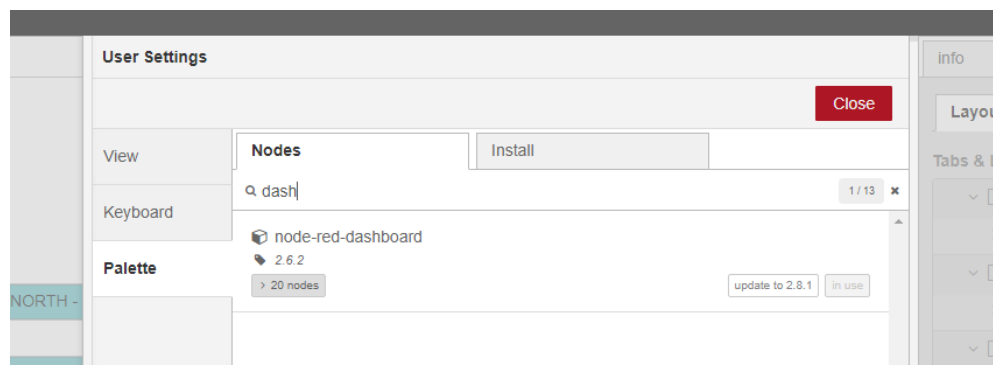 User Settings
info
Close
Layou
View
Nodes
Install
Tabs &
dash
1 / 13
Keyboard
node-red-dashboard
2.6.2
Palette
> 20 nodes
update to 2.8.1
in use
NORTH -